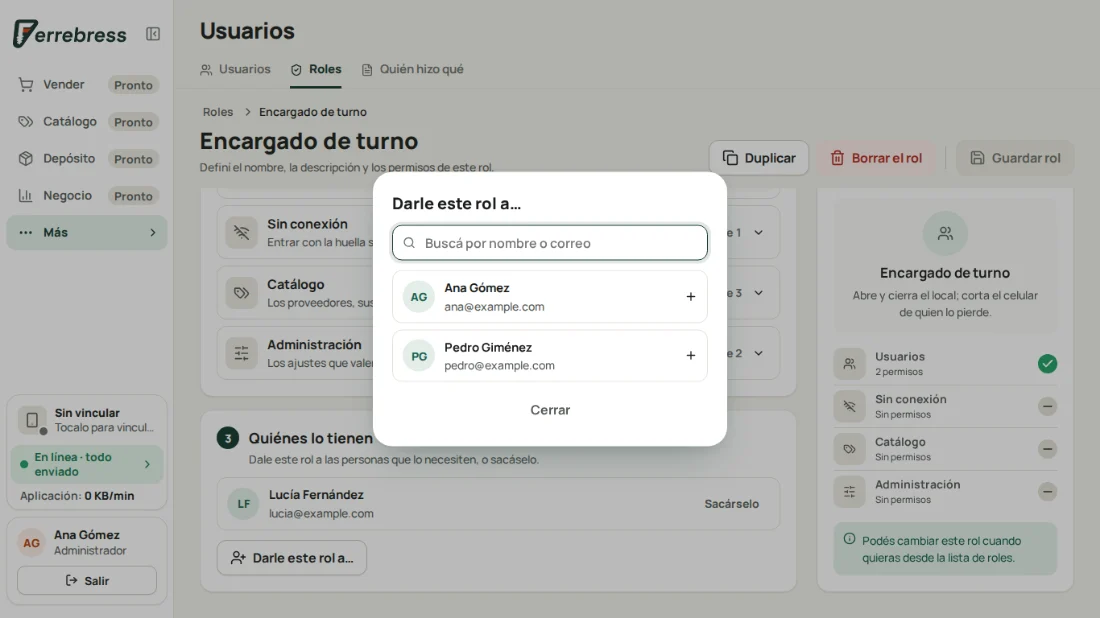 Ferrebress
Vender Pronto
Catálogo Pronto
Depósito Pronto
Negocio Pronto
Más
Sin vincular
Tocalo para vincul...
En línea · todo
enviado
Aplicación: 0 KB/min
AG
Ana Gómez
Administrador
Salir
Usuarios
Usuarios
Roles
Quién hizo qué
Roles > Encargado de turno
Encargado de turno
Definí el nombre, la descripción y los permisos de este rol.
Duplicar
Borrar el rol
Guardar rol
Sin conexión
Entrar con la huella s
e 1
Catálogo
Los proveedores, sus
e 3
Administración
Los ajustes que valen
e 2
Darle este rol a...
Buscá por nombre o correo
AG
Ana Gómez
ana@example.com
PG
Pedro Giménez
pedro@example.com
Cerrar
3
Quiénes lo tienen
Dale este rol a las personas que lo necesiten, o sacáselo.
LF
Lucía Fernández
lucia@example.com
Sacárselo
Darle este rol a...
Encargado de turno
Abre y cierra el local; corta el celular
de quien lo pierde.
Usuarios
2 permisos
Sin conexión
Sin permisos
Catálogo
Sin permisos
Administración
Sin permisos
Podés cambiar este rol cuando
quieras desde la lista de roles.